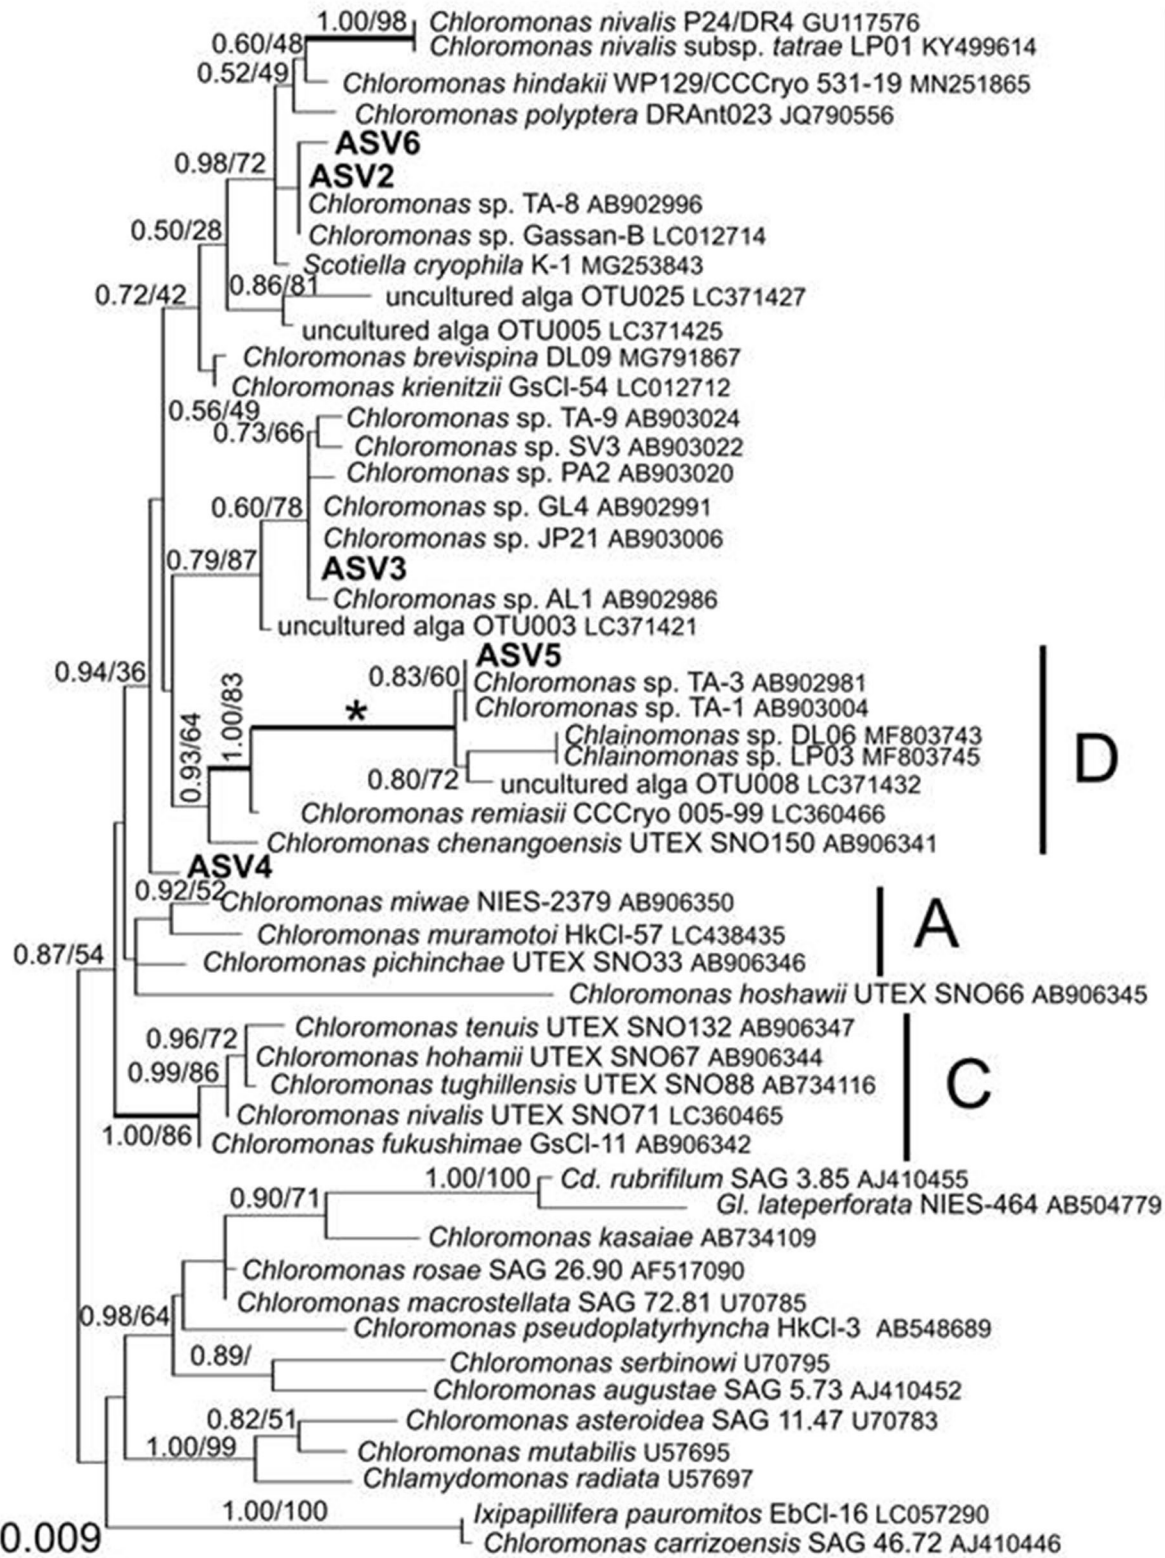 1.00/98
Chloromonas nivalis P24/DR4 GU117576
0.60/48
Chloromonas nivalis subsp. tatrae LP01 KY499614
0.52/49
Chloromonas hindakii WP129/CCCryo 531-19 MN251865
Chloromonas polyptera DRAnt023 JQ790556
ASV6
0.98/72
ASV2
Chloromonas sp. TA-8 AB902996
0.50/28
Chloromonas sp. Gassan-B LC012714
Scotiella cryophila K-1 MG253843
0.86/81
0.72/42
uncultured alga OTU025 LC371427
uncultured alga OTU005 LC371425
Chloromonas brevispina DL09 MG791867
Chloromonas krienitzii GsCl-54 LC012712
0.56/49
Chloromonas sp. TA-9 AB903024
0.73/66
Chloromonas sp. SV3 AB903022
Chloromonas sp. PA2 AB903020
0.60/78
Chloromonas sp. GL4 AB902991
Chloromonas sp. JP21 AB903006
0.79/87
ASV3
Chloromonas sp. AL1 AB902986
uncultured alga OTU003 LC371421
ASV5
0.94/36
0.83/60
Chloromonas sp. TA-3 AB902981
1.00/83
*
Chloromonas sp. TA-1 AB903004
Chlainomonas sp. DL06 MF803743
0.93/64
Chlainomonas sp. LP03 MF803745
D
0.80/72
uncultured alga OTU008 LC371432
Chloromonas remiasii CCCryo 005-99 LC360466
Chloromonas chenangoensis UTEX SNO150 AB906341
ASV4
0.92/52
Chloromonas miwae NIES-2379 AB906350
Chloromonas muramotoi HkCl-57 LC438435
A
0.87/54
Chloromonas pichinchae UTEX SNO33 AB906346
Chloromonas hoshawii UTEX SNO66 AB906345
Chloromonas tenuis UTEX SNO132 AB906347
0.96/72
Chloromonas hohamii UTEX SNO67 AB906344
0.99/86
Chloromonas tughillensis UTEX SNO88 AB734116
C
Chloromonas nivalis UTEX SNO71 LC360465
1.00/86
Chloromonas fukushimae GsCl-11 AB906342
1.00/100
Cd. rubrifilum SAG 3.85 AJ410455
0.90/71
Gl. lateperforata NIES-464 AB504779
Chloromonas kasaiae AB734109
Chloromonas rosae SAG 26.90 AF517090
Chloromonas macrostellata SAG 72.81 U70785
0.98/64
Chloromonas pseudoplatyrhyncha HkCl-3 AB548689
0.89/
Chloromonas serbinowi U70795
Chloromonas augustae SAG 5.73 AJ410452
0.82/51
Chloromonas asteroidea SAG 11.47 U70783
1.00/99
Chloromonas mutabilis U57695
Chlamydomonas radiata U57697
1.00/100
Ixipapillifera pauromitos EbCl-16 LC057290
0.009
Chloromonas carrizoensis SAG 46.72 AJ410446